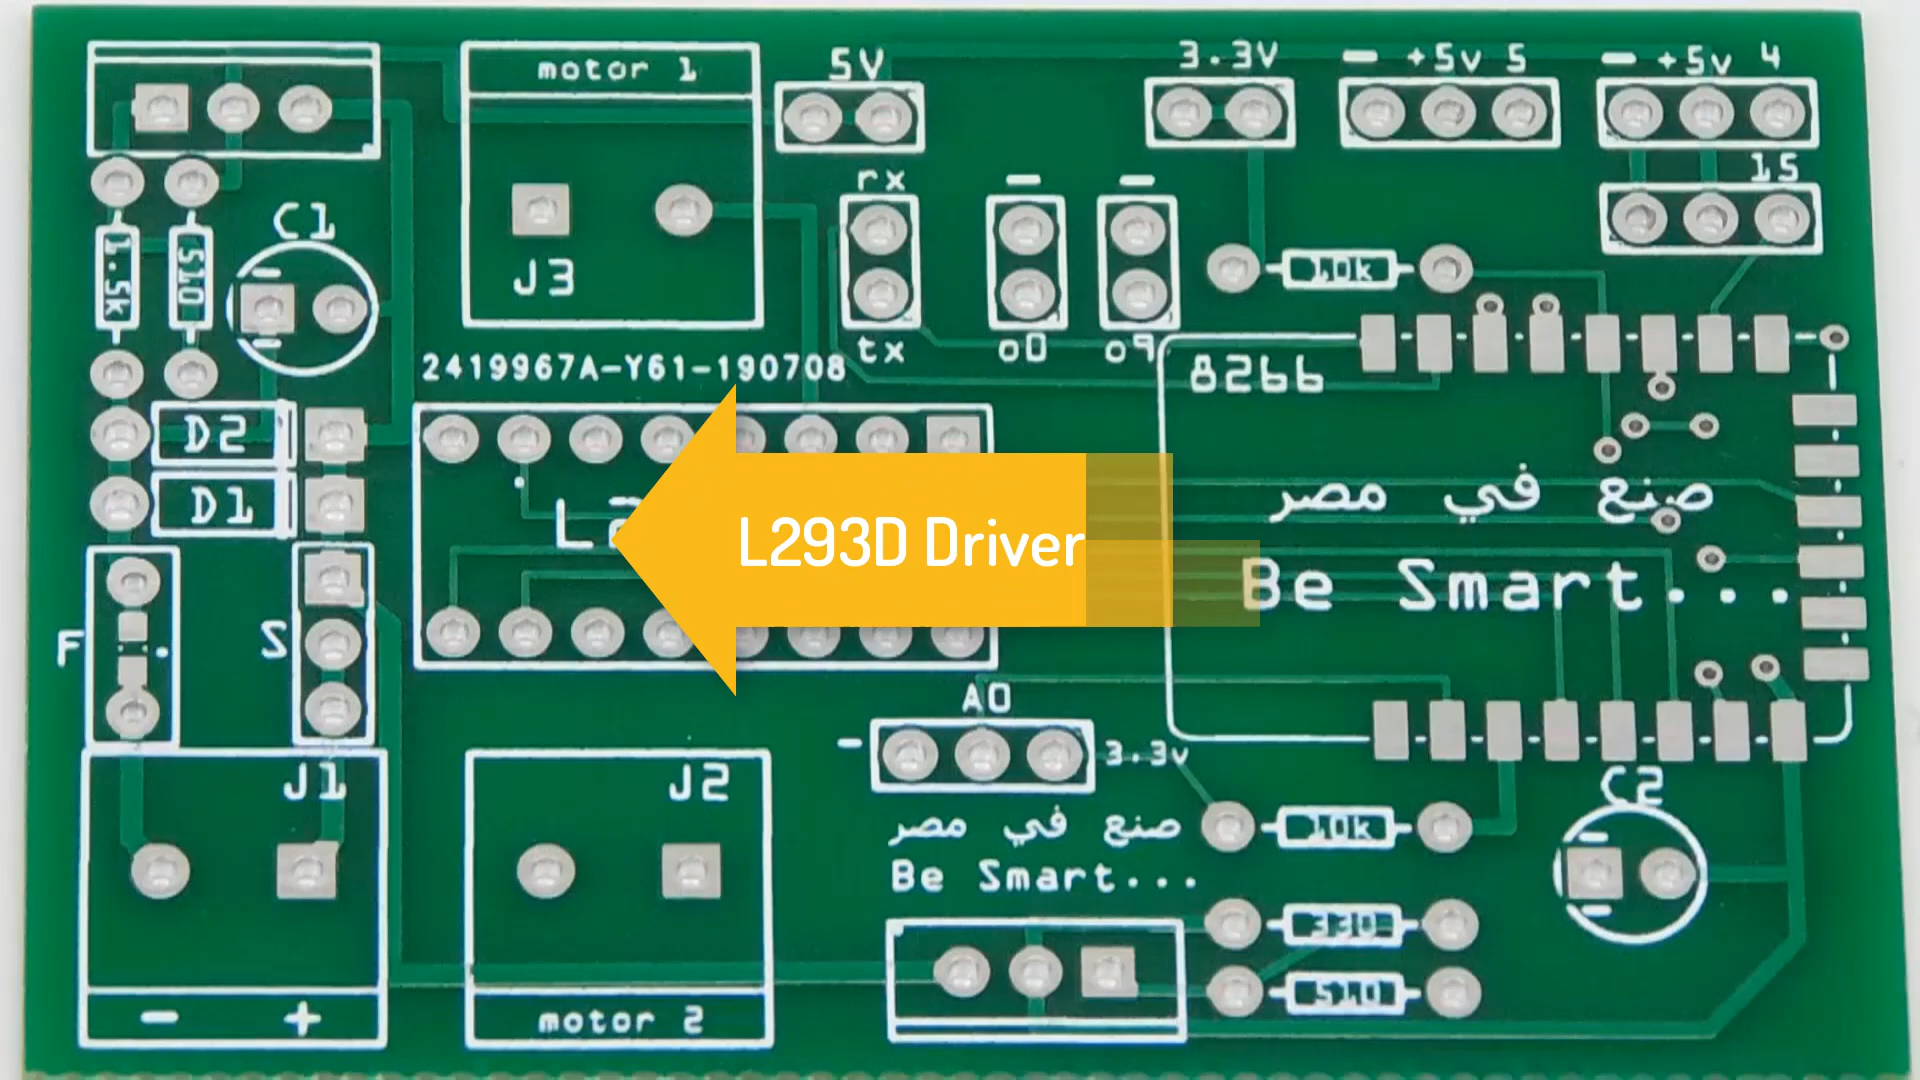 motor 1
5V
3.3V
- +5v 5
- +5v 4
15
rx
-
-
C1
1.5k
510
J3
10k
tx
o0
o9
2419967A-Y61-190708
8266
D2
D1
L293D Driver
صنع في مصر
Be Smart...
F
S
A0
-
3.3v
J1
J2
C2
صنع في مصر
10k
Be Smart...
330
510
- +
motor 2